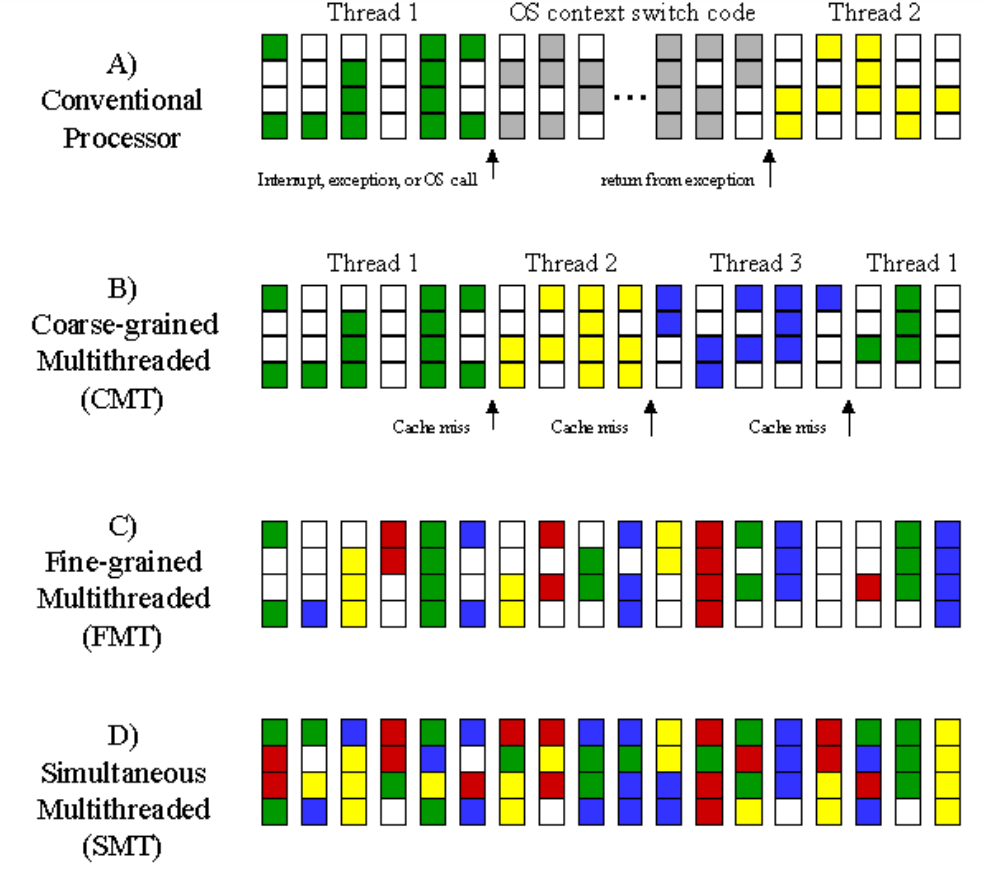 Thread 1 OS context switch code Thread 2
A)
Conventional
Processor
...
Interrupt, exception, or OS call return from exception
Thread 1 Thread 2 Thread 3 Thread 1
B)
Coarse-grained
Multithreaded
(CMT)
Cache miss Cache miss Cache miss
C)
Fine-grained
Multithreaded
(FMT)
D)
Simultaneous
Multithreaded
(SMT)